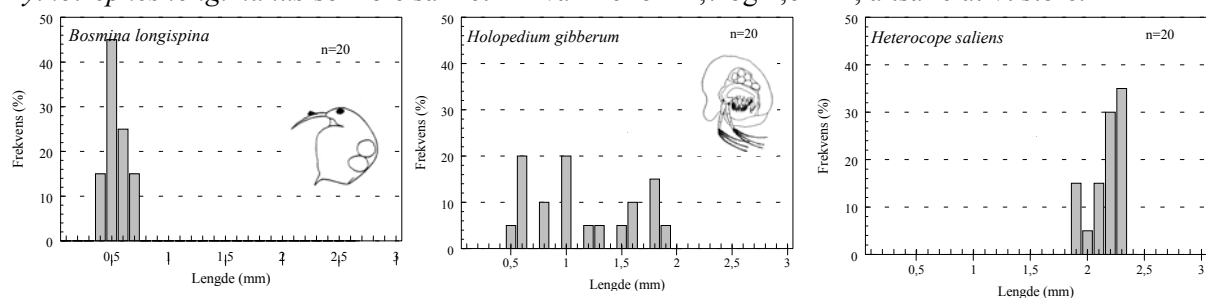 Bosmina longispina
n=20
50
40
30
20
10
0
Frekvens (%)
0,5 1 1,5 2 2,5 3
Lengde (mm)
Holopedium gibberum
n=20
50
40
30
20
10
0
Frekvens (%)
0,5 1 1,5 2 2,5 3
Lengde (mm)
Heterocope saliens
n=20
50
40
30
20
10
0
Frekvens (%)
0,5 1 1,5 2 2,5 3
Lengde (mm)